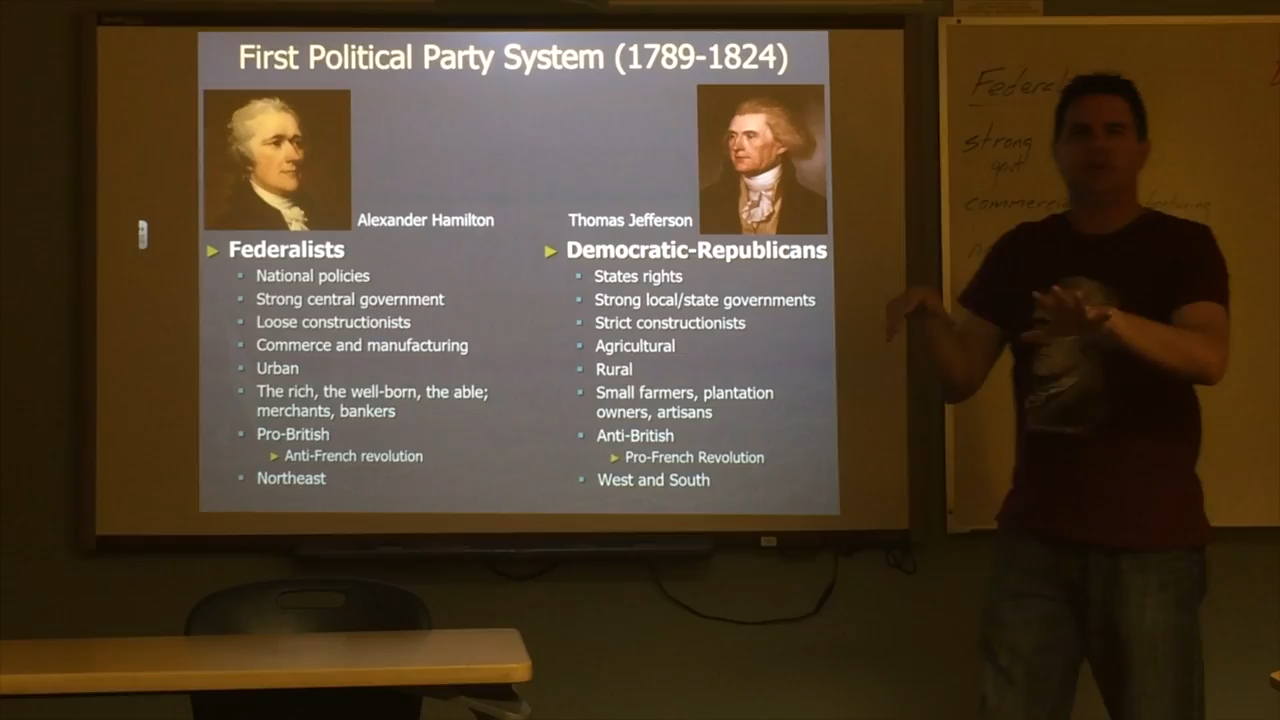 First Political Party System (1789-1824)
Alexander Hamilton
Thomas Jefferson
Federalists
National policies
Strong central government
Loose constructionists
Commerce and manufacturing
Urban
The rich, the well-born, the able;
merchants, bankers
Pro-British
Anti-French revolution
Northeast
Democratic-Republicans
States rights
Strong local/state governments
Strict constructionists
Agricultural
Rural
Small farmers, plantation
owners, artisans
Anti-British
Pro-French Revolution
West and South
strong
gov't